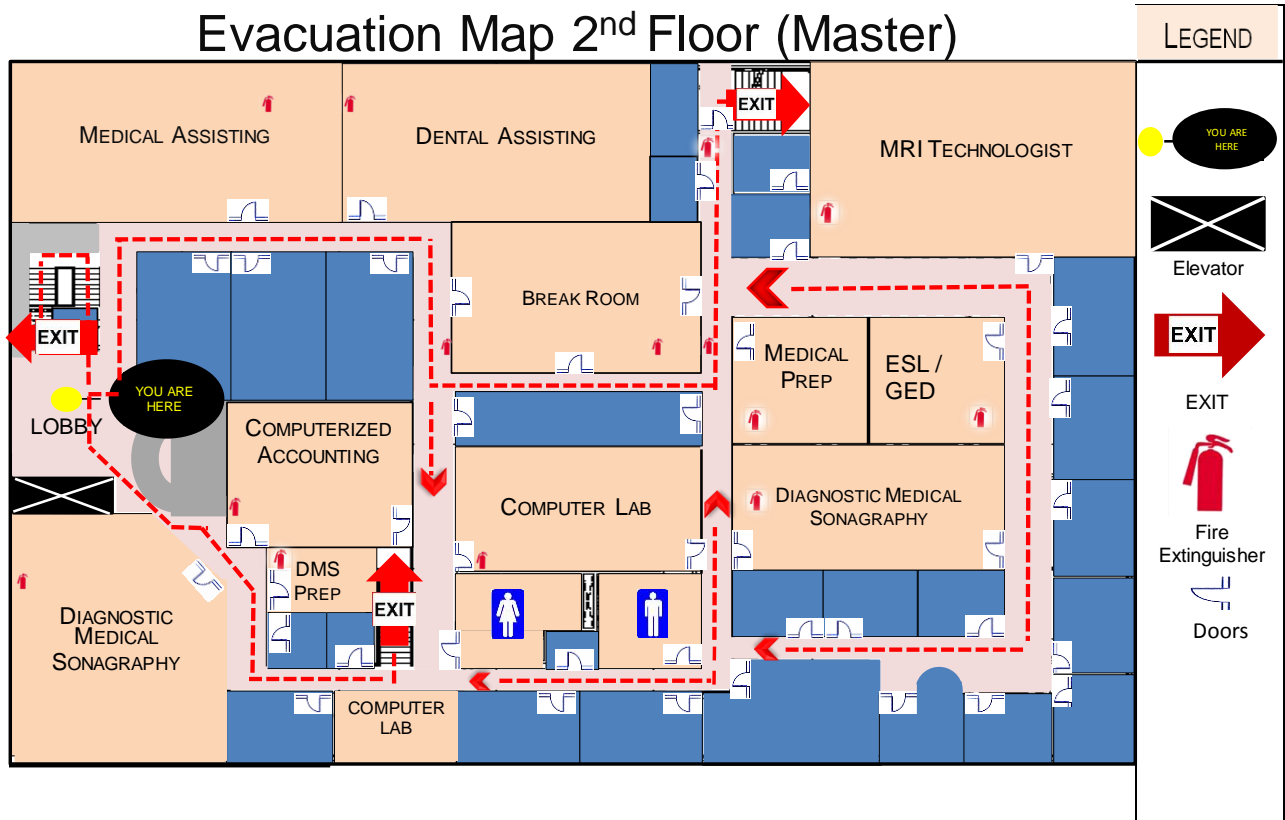 Evacuation Map 2nd Floor (Master)
LEGEND
MEDICAL ASSISTING
DENTAL ASSISTING
EXIT
MRI TECHNOLOGIST
YOU ARE
HERE
Elevator
BREAK ROOM
EXIT
EXIT
MEDICAL
PREP
ESL /
GED
YOU ARE
HERE
LOBBY
EXIT
COMPUTERIZED
ACCOUNTING
COMPUTER LAB
DIAGNOSTIC MEDICAL
SONAGRAPHY
Fire
Extinguisher
DMS
PREP
EXIT
DIAGNOSTIC
MEDICAL
SONAGRAPHY
Doors
COMPUTER
LAB